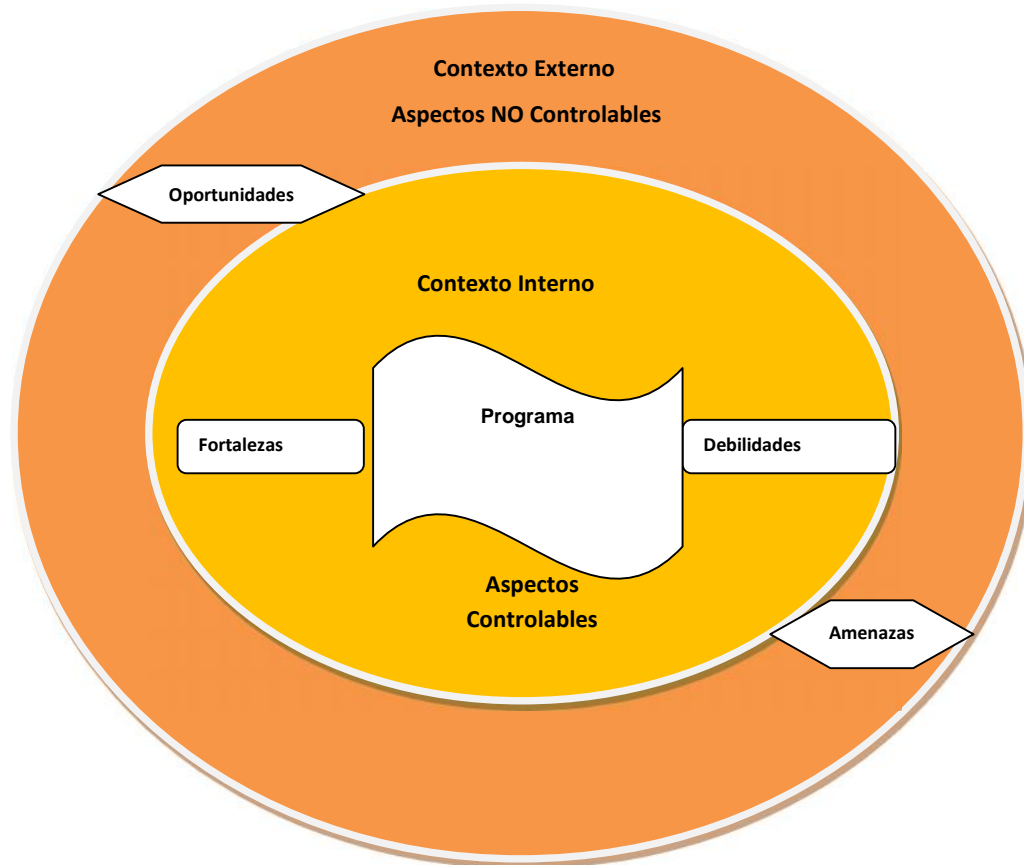 Contexto Externo
Aspectos NO Controlables
Oportunidades
Contexto Interno
Programa
Fortalezas
Debilidades
Aspectos
Controlables
Amenazas